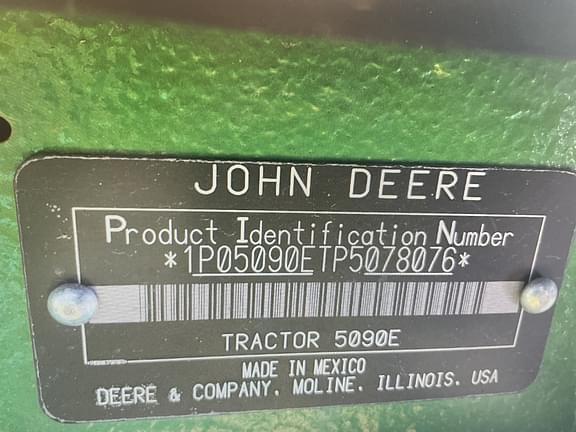 JOHN DEERE
Product Identification Number
*1P05090ETP5078076*
TRACTOR 5090E
MADE IN MEXICO
DEERE & COMPANY. MOLINE. ILLINOIS. USA